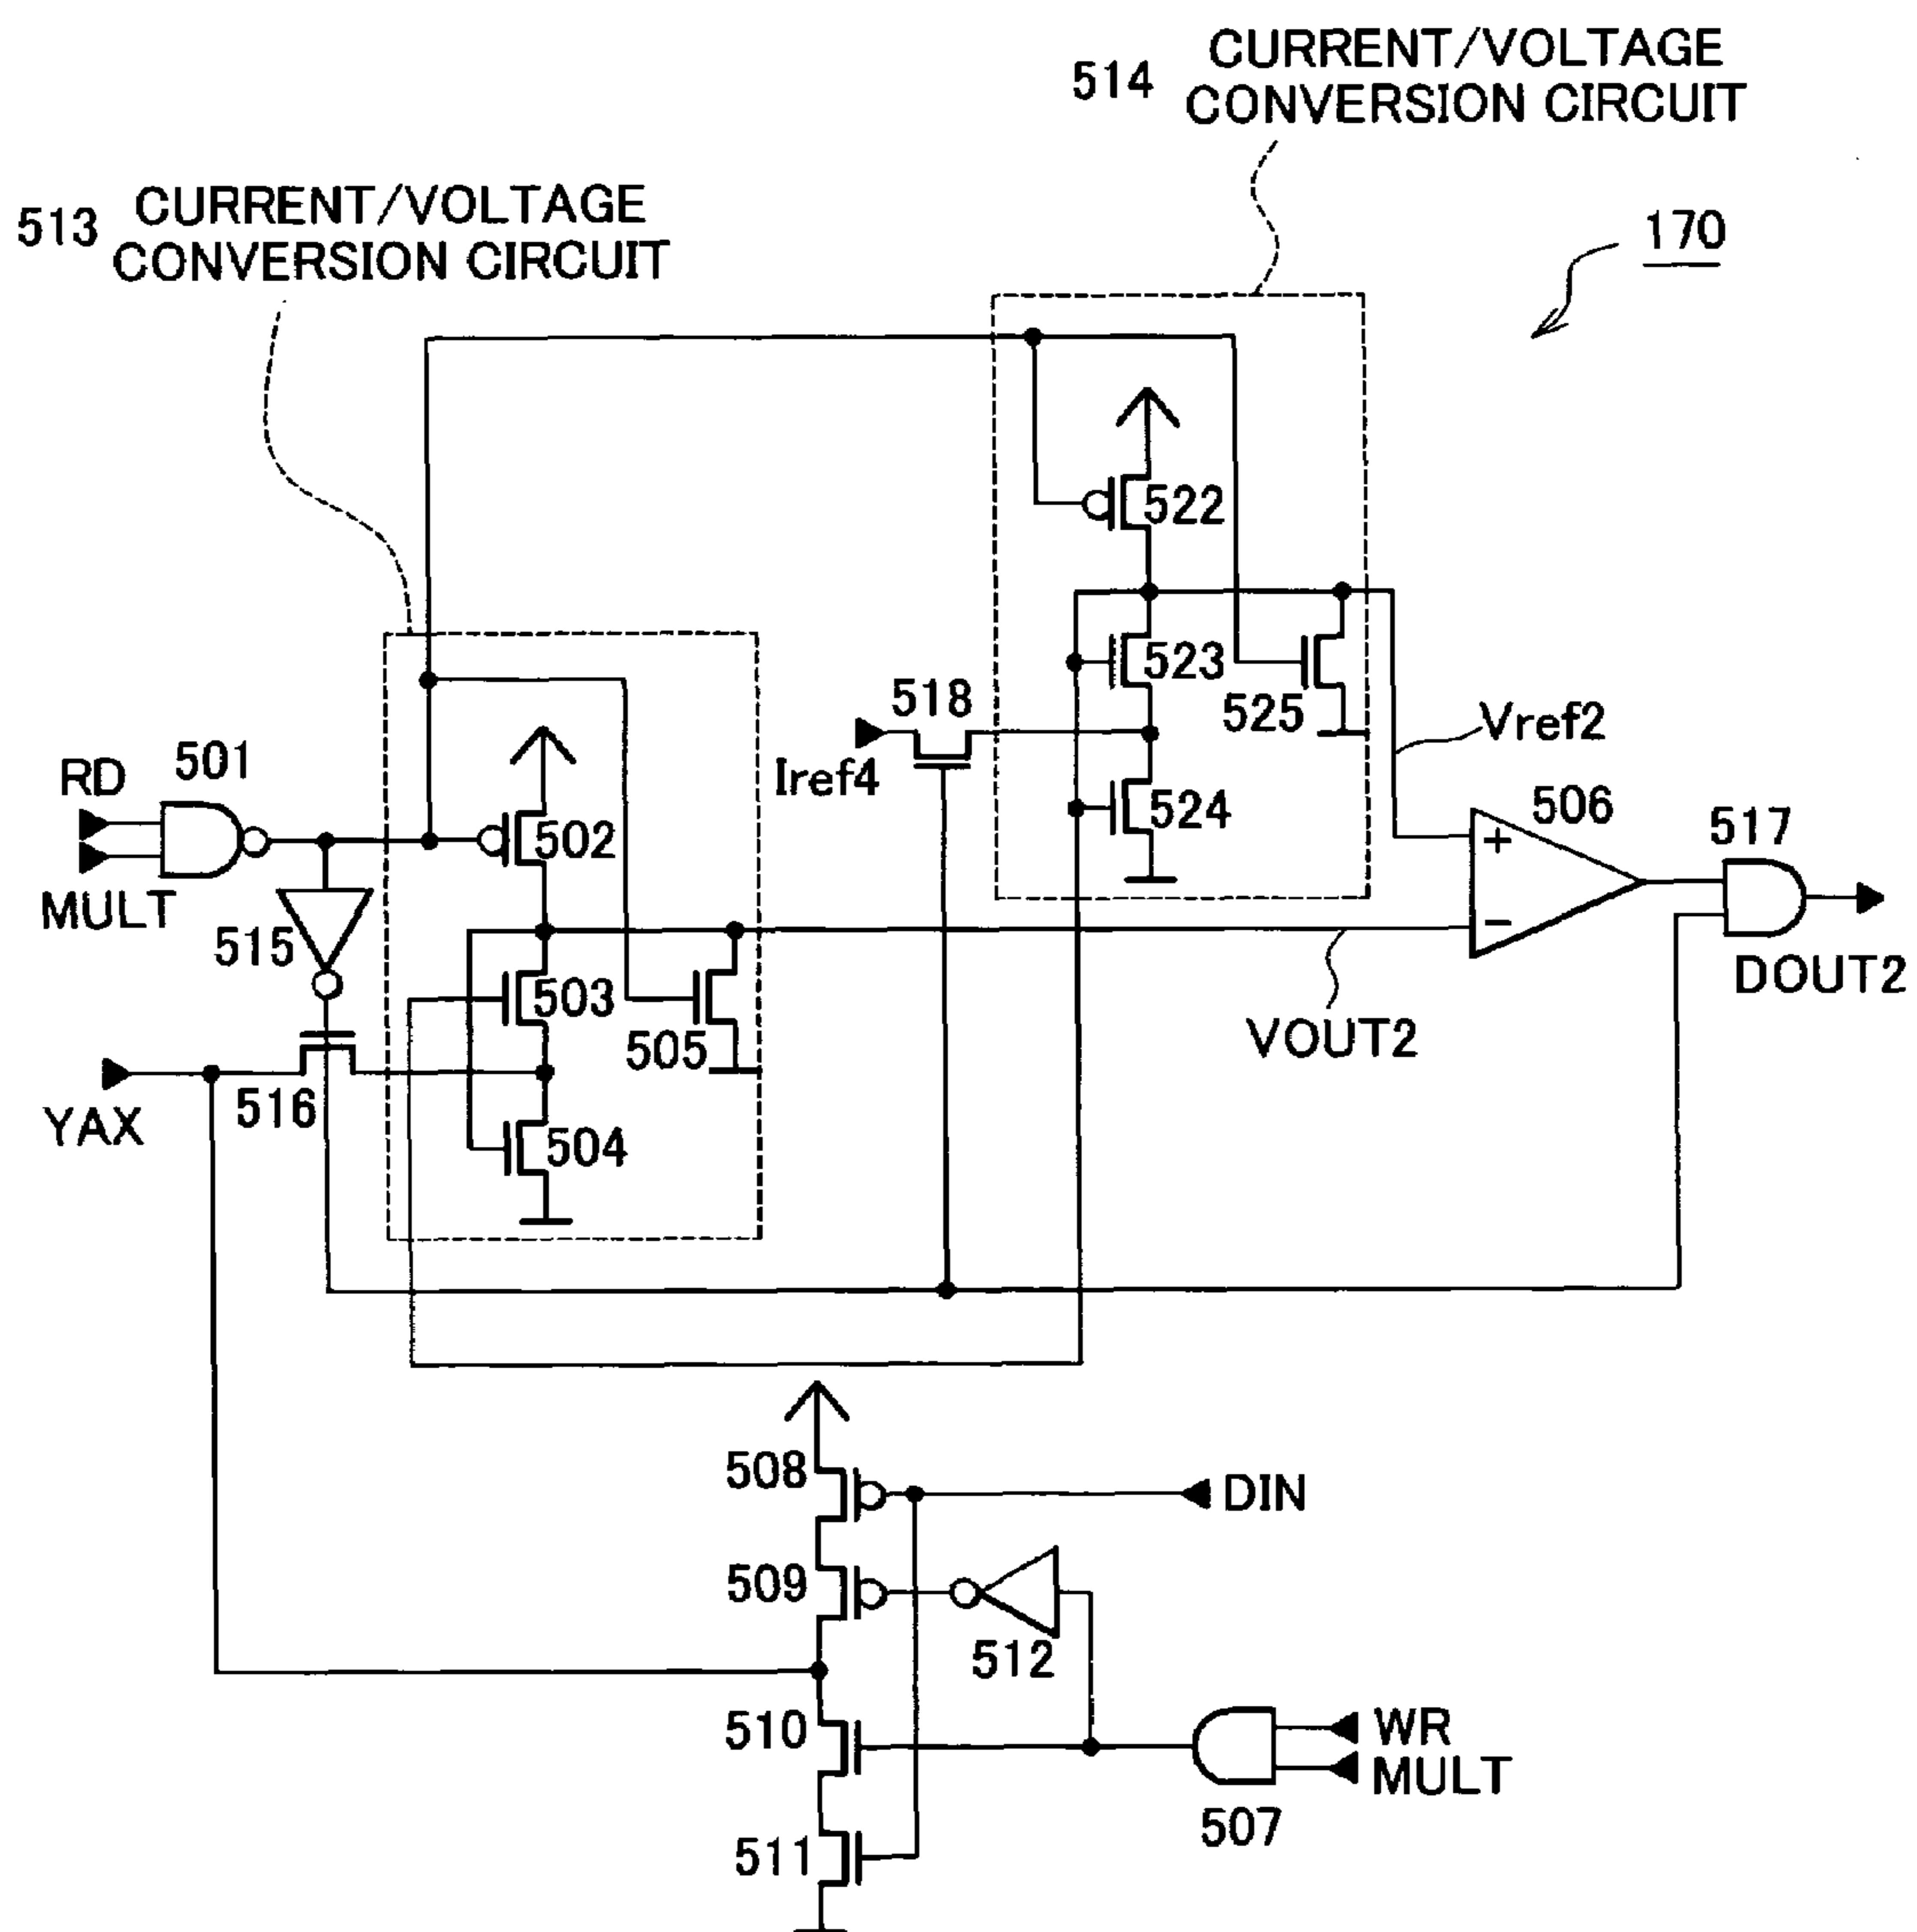 CURRENT/VOLTAGE
514 CONVERSION CIRCUIT
CURRENT/VOLTAGE
513 CONVERSION CIRCUIT
170
522
523
518
525
Vref2
Iref4
501
RD
506
524
502
517
MULT
515
DOUT2
503
505
VOUT2
516
YAX
504
508
DIN
509
512
510
WR
MULT
507
511
+
−